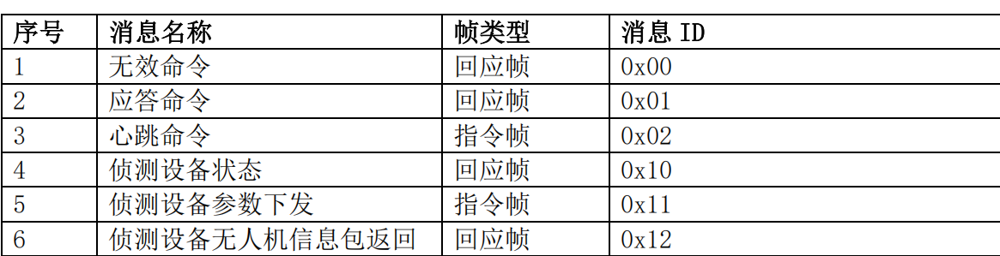 序号 消息名称 帧类型 消息 ID
1 无效命令 回应帧 0x00
2 应答命令 回应帧 0x01
3 心跳命令 指令帧 0x02
4 侦测设备状态 回应帧 0x10
5 侦测设备参数下发 指令帧 0x11
6 侦测设备无人机信息包返回 回应帧 0x12